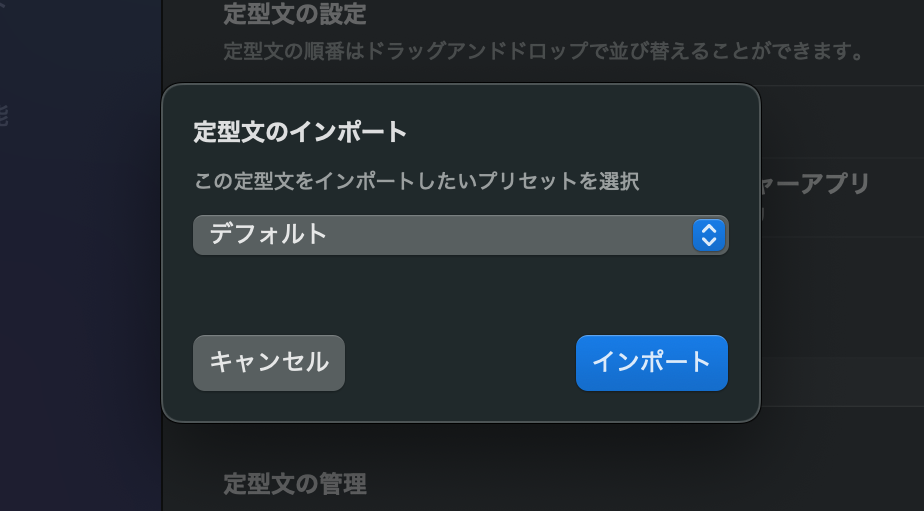 定型文の設定
定型文の順番はドラッグアンドドロップで並び替えることができます。
定型文のインポート
この定型文をインポートしたいプリセットを選択
ャーアプリ
デフォルト
キャンセル
インポート
定型文の管理